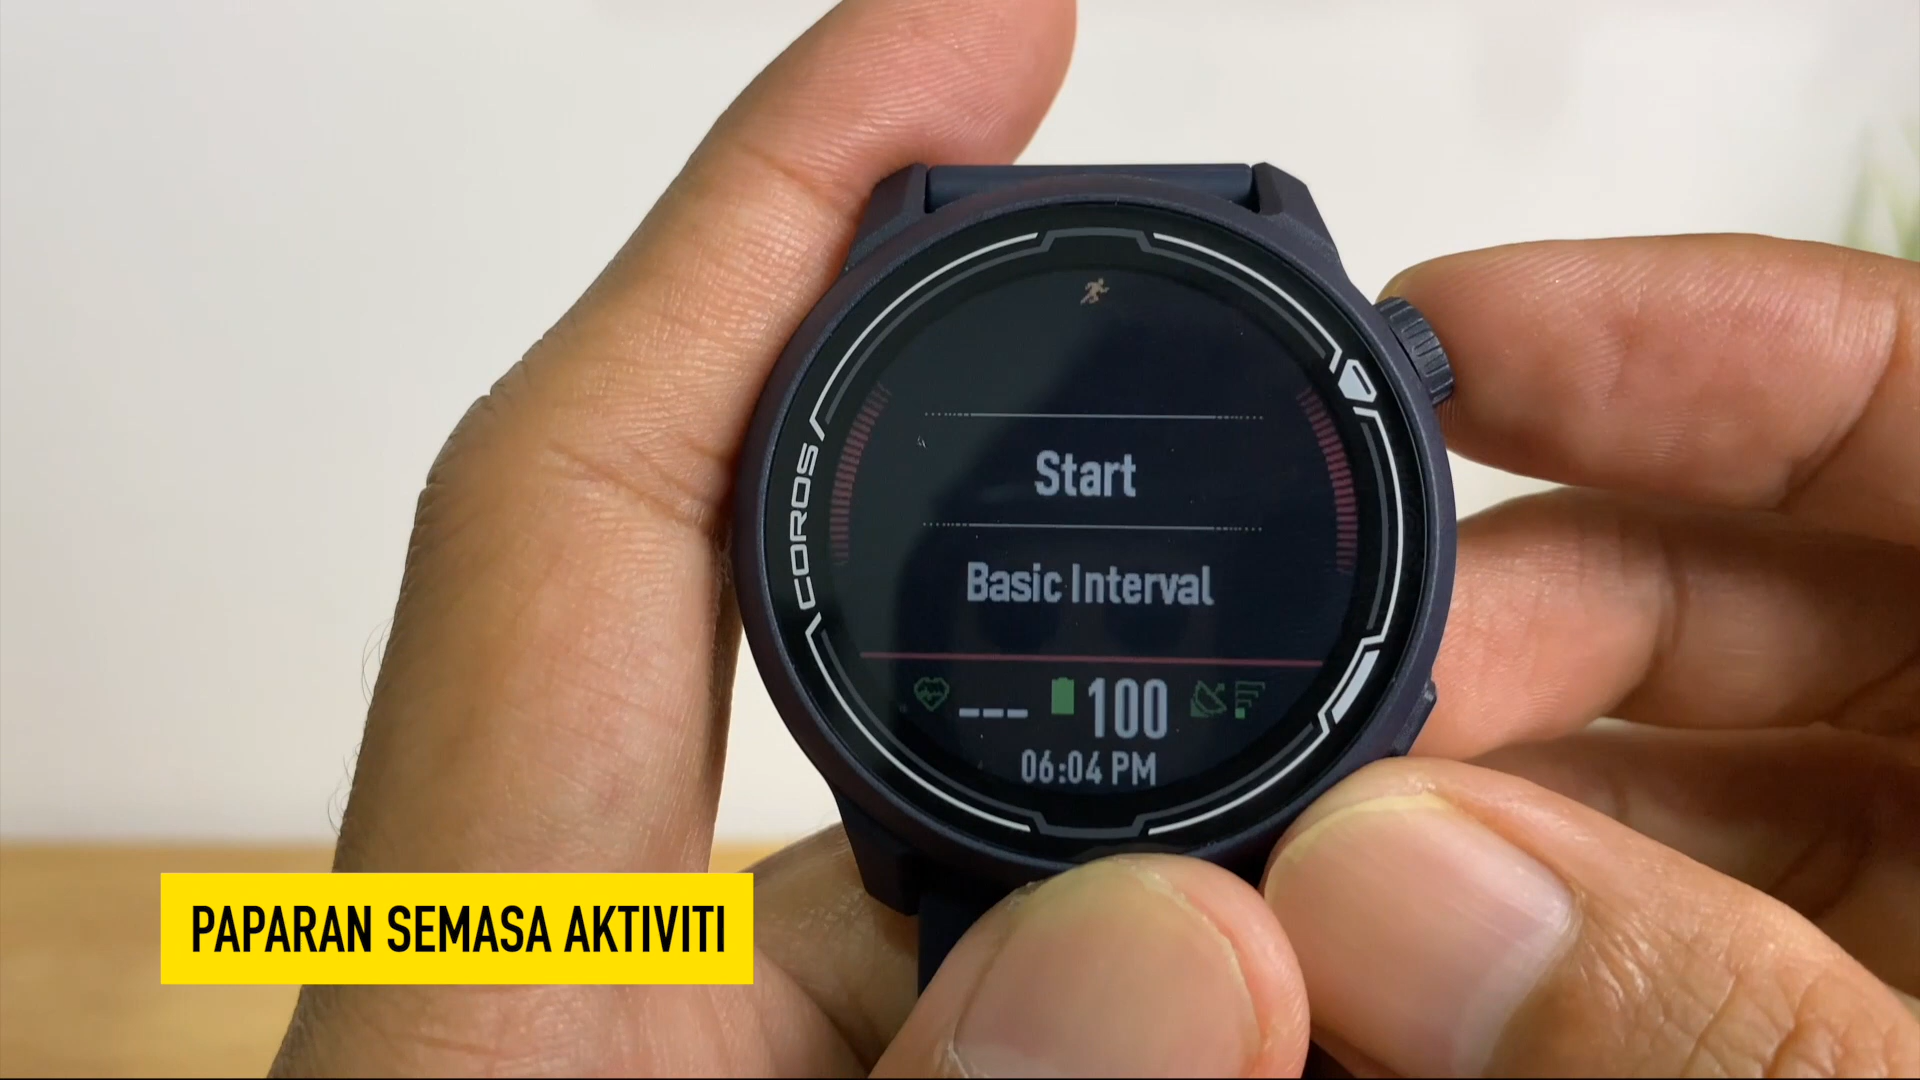 COROS
Start
Basic Interval
--- 100
06:04 PM
PAPARAN SEMASA AKTIVITI